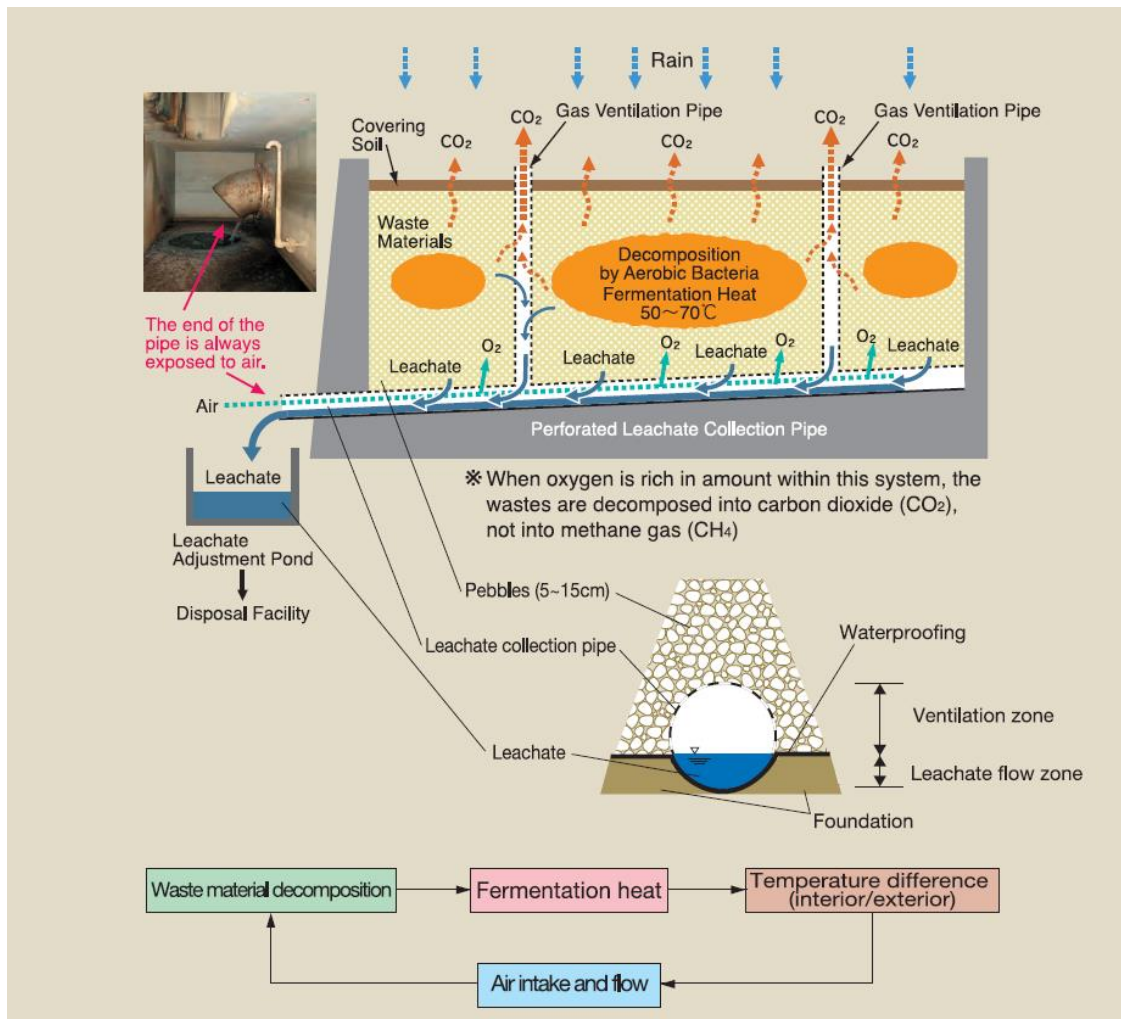 Rain
Gas Ventilation Pipe
Gas Ventilation Pipe
CO₂
CO₂
Covering
Soil
CO₂
CO₂
CO₂
Waste
Materials
Decomposition
by Aerobic Bacteria
Fermentation Heat
50~70℃
The end of the
pipe is always
exposed to air.
Leachate
O₂
Leachate
O₂
Leachate
O₂
Leachate
Air
Perforated Leachate Collection Pipe
Leachate
※ When oxygen is rich in amount within this system, the
wastes are decomposed into carbon dioxide (CO₂),
not into methane gas (CH₄)
Leachate
Adjustment Pond
Disposal Facility
Pebbles (5~15cm)
Waterproofing
Leachate collection pipe
Ventilation zone
Leachate
Leachate flow zone
Foundation
Waste material decomposition
Fermentation heat
Temperature difference
(interior/exterior)
Air intake and flow